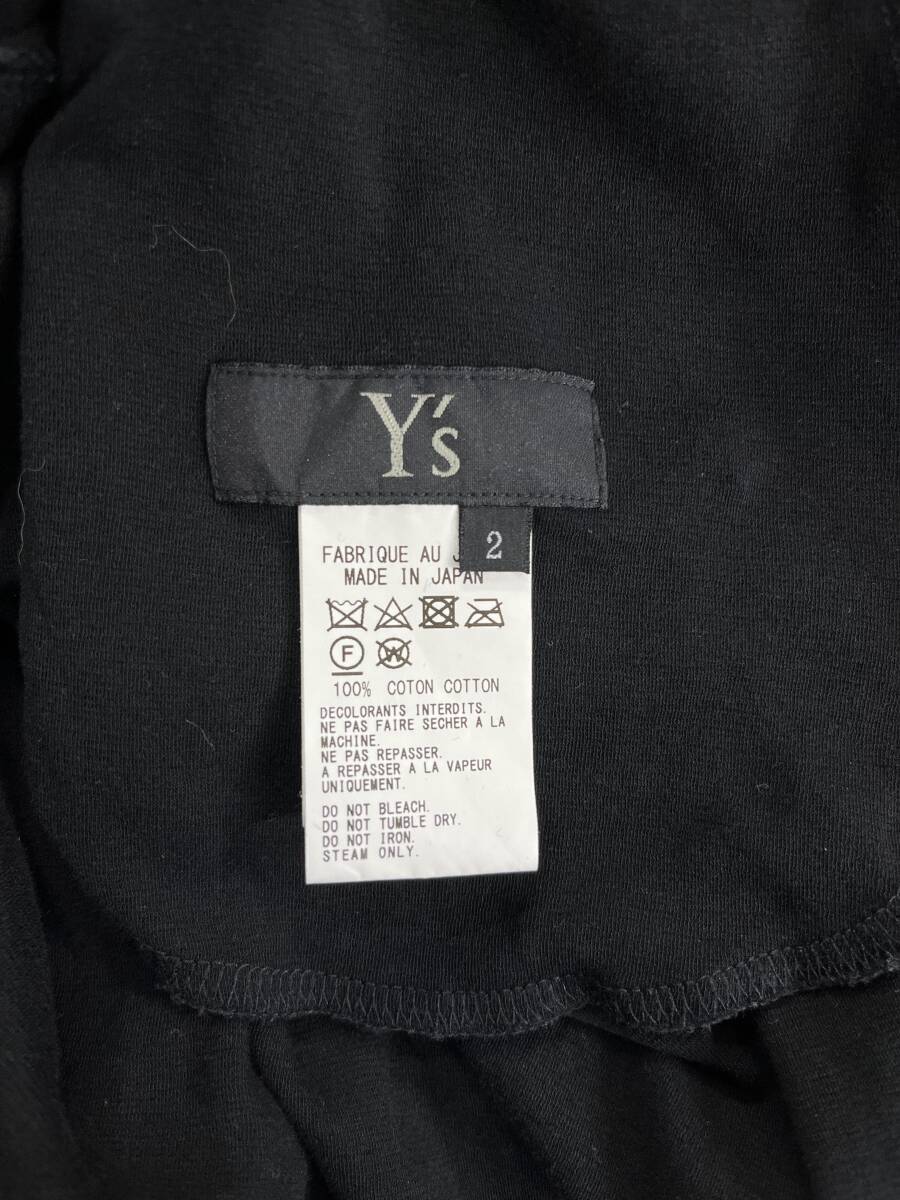 Y's
2
FABRIQUE AU J
MADE IN JAPAN
F
W
100% COTON COTTON
DECOLORANTS INTERDITS.
NE PAS FAIRE SECHER A LA
MACHINE.
NE PAS REPASSER.
A REPASSER A LA VAPEUR
UNIQUEMENT.
DO NOT BLEACH.
DO NOT TUMBLE DRY.
DO NOT IRON.
STEAM ONLY.